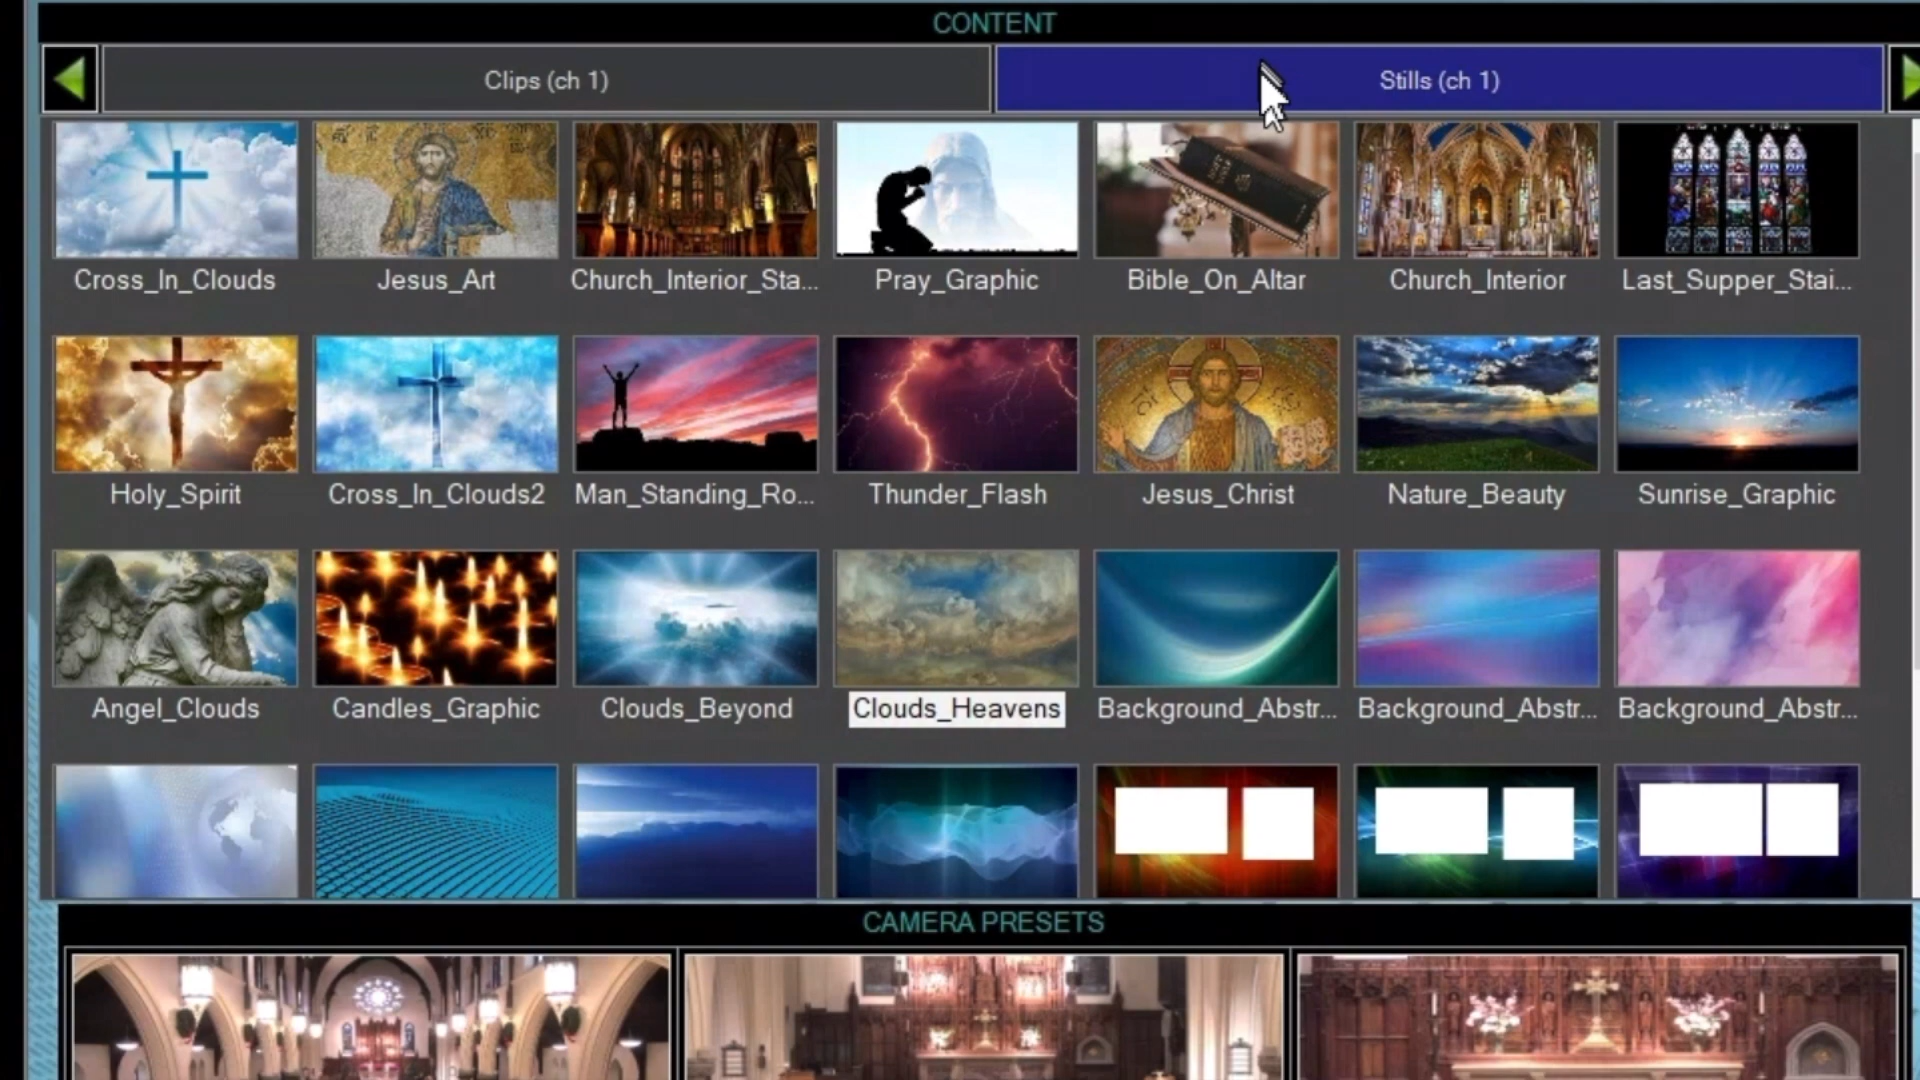 CONTENT
Clips (ch 1)
Stills (ch 1)
Cross_In_Clouds
Jesus_Art
Church_Interior_Sta...
Pray_Graphic
Bible_On_Altar
Church_Interior
Last_Supper_Stai...
Holy_Spirit
Cross_In_Clouds2
Man_Standing_Ro...
Thunder_Flash
Jesus_Christ
Nature_Beauty
Sunrise_Graphic
Angel_Clouds
Candles_Graphic
Clouds_Beyond
Clouds_Heavens
Background_Abstr...
Background_Abstr...
Background_Abstr...
CAMERA PRESETS